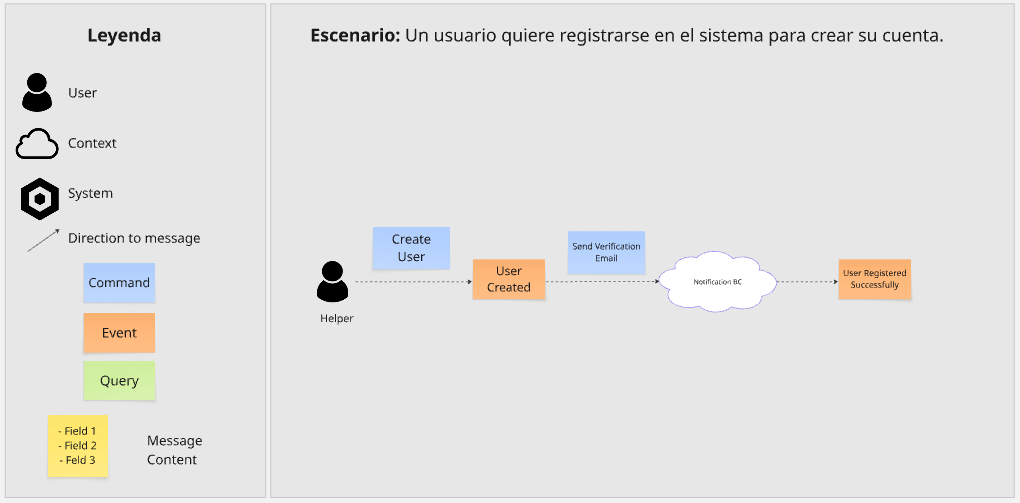 Leyenda
User
Context
System
Direction to message
Command
Event
Query
- Field 1
- Field 2
- Feld 3
Message
Content
Escenario: Un usuario quiere registrarse en el sistema para crear su cuenta.
Helper
Create
User
User
Created
Send Verification
Email
Notification BC
User Registered
Successfully